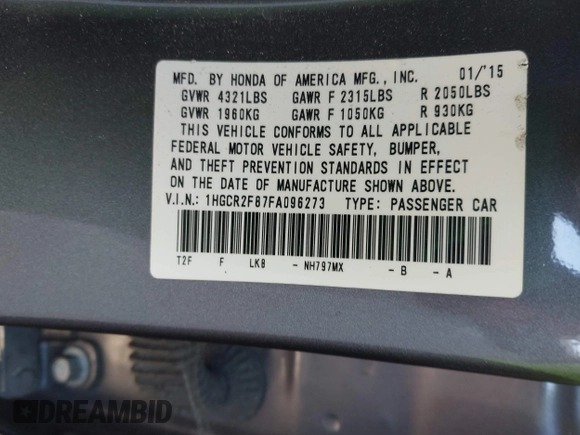 MFD. BY HONDA OF AMERICA MFG., INC. 01/'15
GVWR 4321LBS GAWR F 2315LBS R 2050LBS
GVWR 1960KG GAWR F 1050KG R 930KG
THIS VEHICLE CONFORMS TO ALL APPLICABLE
FEDERAL MOTOR VEHICLE SAFETY, BUMPER,
AND THEFT PREVENTION STANDARDS IN EFFECT
ON THE DATE OF MANUFACTURE SHOWN ABOVE.
V.I.N.: 1HGCR2F87FA096273 TYPE: PASSENGER CAR
T2F F LK8 - NH797MX - B - A
DREAMBID